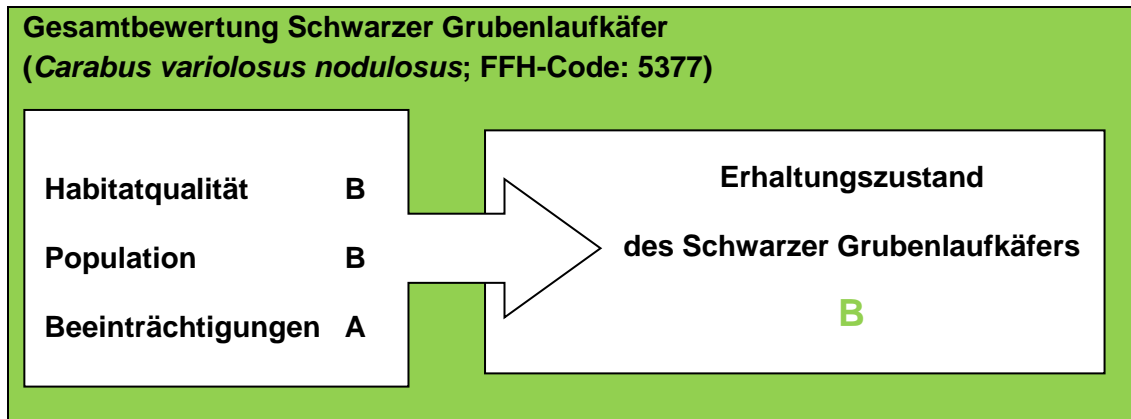 Gesamtbewertung Schwarzer Grubenlaufkäfer
(Carabus variolosus nodulosus; FFH-Code: 5377)
Habitatqualität B
Population B
Beeinträchtigungen A
Erhaltungszustand
des Schwarzer Grubenlaufkäfers
B